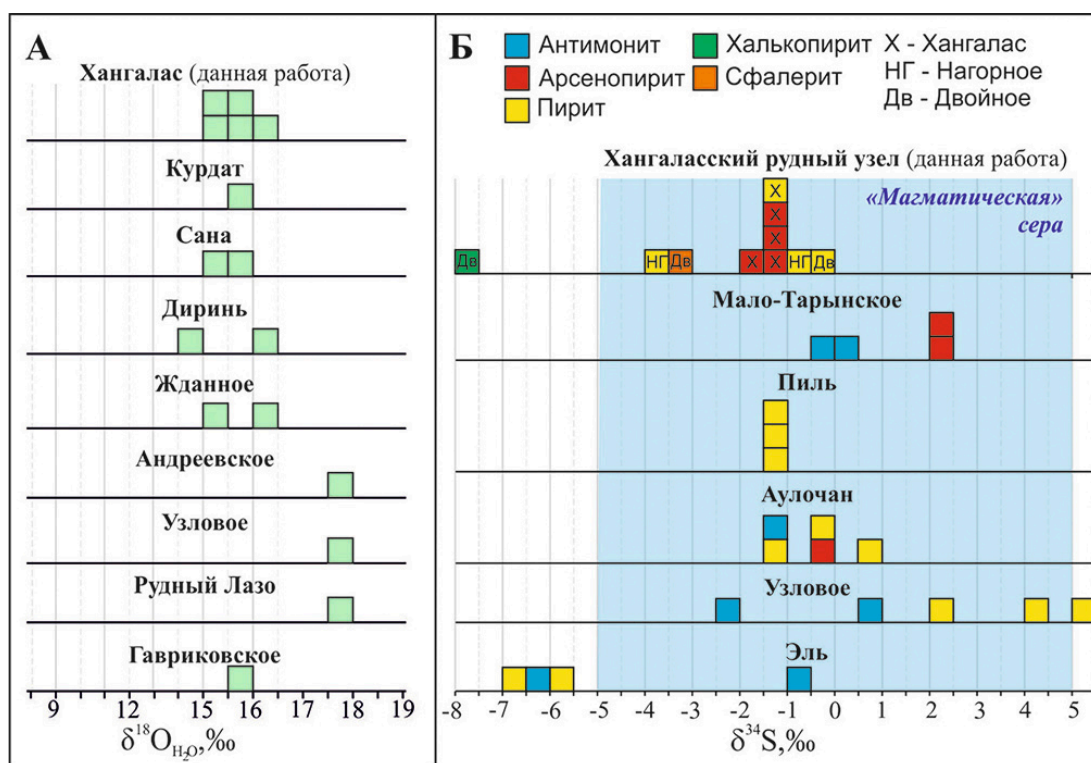 А
Хангалас (данная работа)
Курдат
Сана
Диринь
Жданное
Андреевское
Узловое
Рудный Лазо
Гавриковское
8 9 12 13 15 16 17 18 19
δ¹⁸O_H₂O,‰
Б
Антимонит
Арсенопирит
Пирит
Халькопирит
Сфалерит
Х - Хангалас
НГ - Нагорное
Дв - Двойное
Хангаласский рудный узел (данная работа)
«Магматическая»
сера
Х
Х
Х
Дв НГ Дв Х Х НГ Дв
Мало-Тарынское
Пиль
Аулочан
Узловое
Эль
-8 -7 -6 -5 -4 -3 -2 -1 0 1 2 3 4 5
δ³⁴S,‰